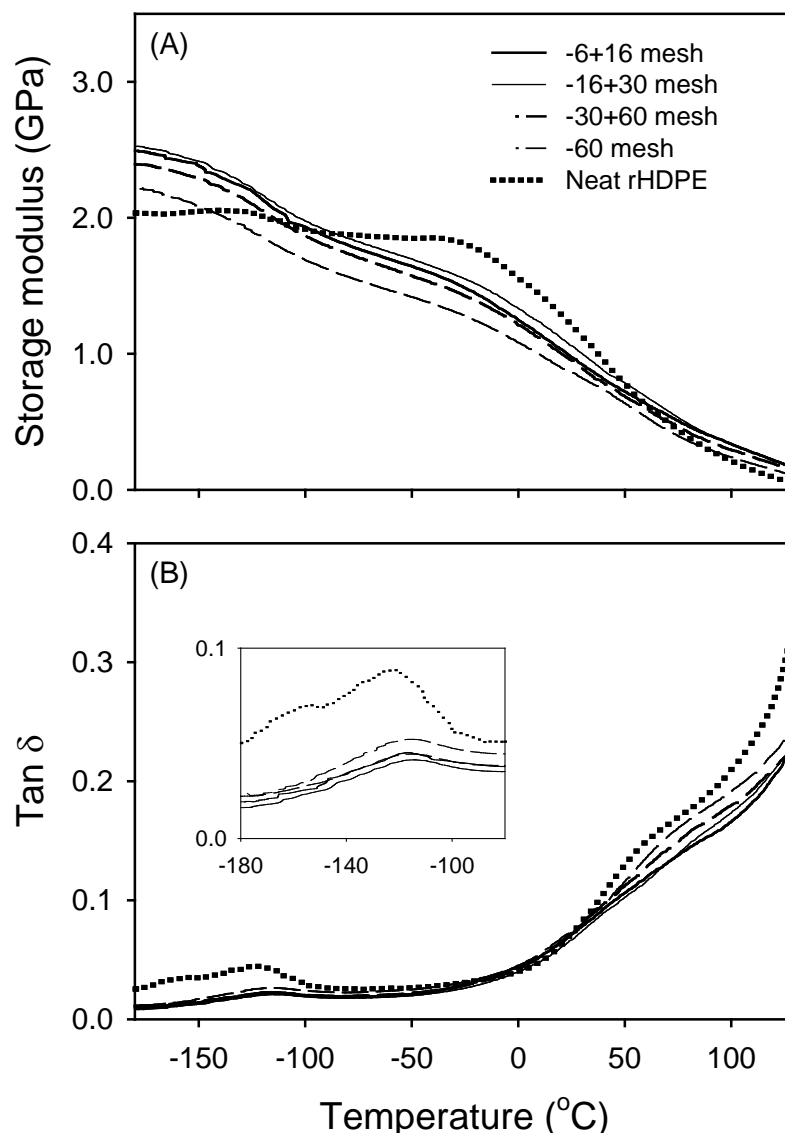 (A)
-6+16 mesh
-16+30 mesh
-30+60 mesh
-60 mesh
Neat rHDPE
Storage modulus (GPa)
3.0
2.0
1.0
0.0
(B)
Tan δ
0.4
0.3
0.2
0.1
0.0
0.1
0.0
-180 -140 -100
-150 -100 -50 0 50 100
Temperature (°C)